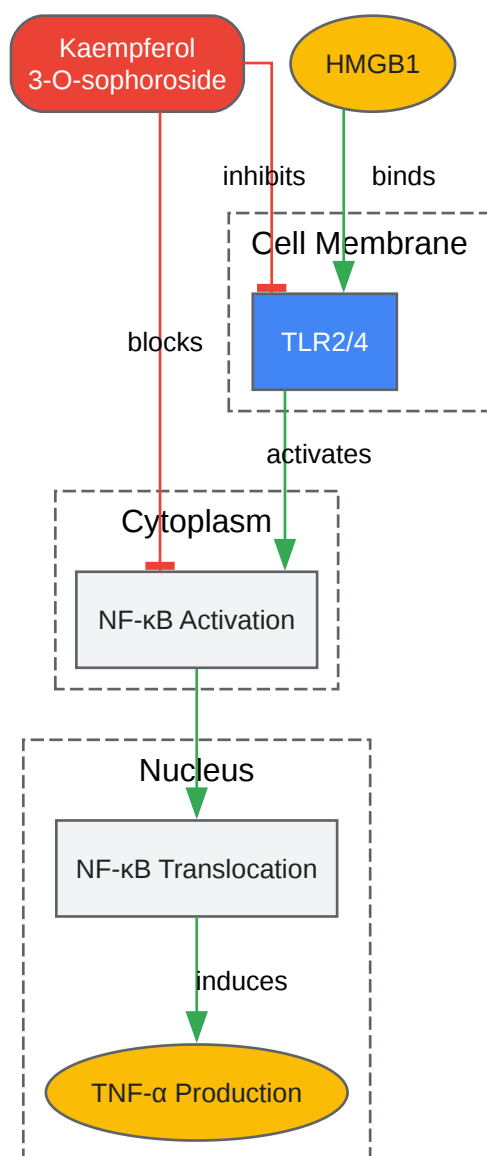 Kaempferol
3-O-sophoroside
HMGB1
inhibits
binds
Cell Membrane
TLR2/4
blocks
activates
Cytoplasm
NF-κB Activation
Nucleus
NF-κB Translocation
induces
TNF-α Production